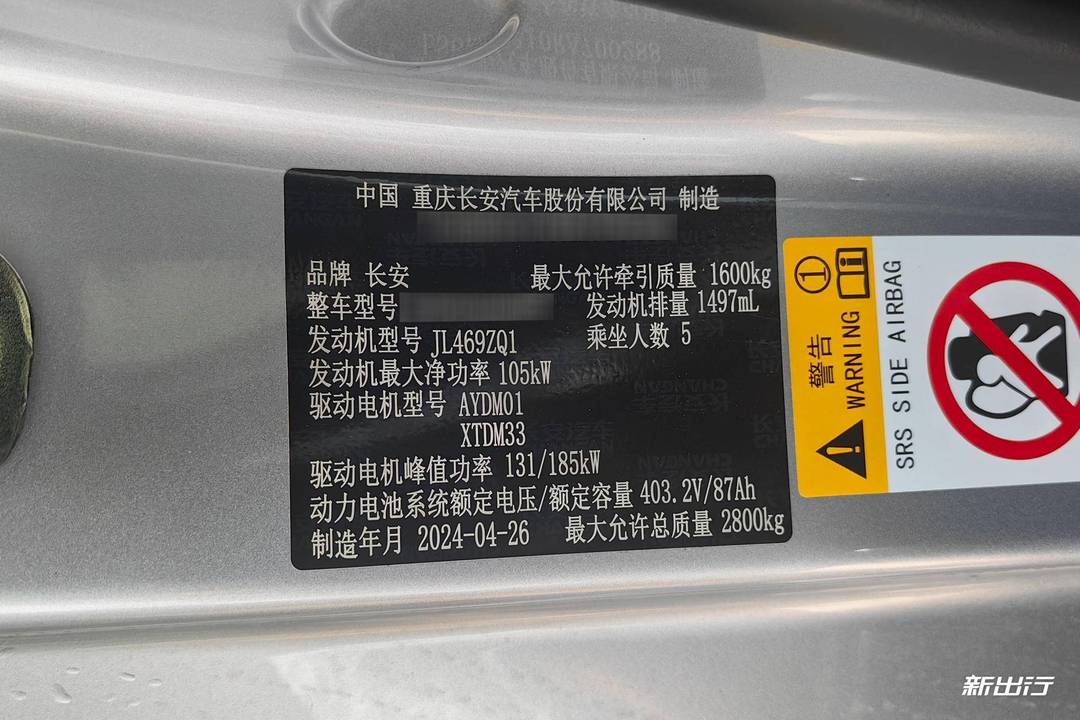 中国 重庆长安汽车股份有限公司 制造
品牌 长安 最大允许牵引质量 1600kg
整车型号 发动机排量 1497mL
发动机型号 JL469ZQ1 乘坐人数 5
发动机最大净功率 105kW
驱动电机型号 AYDM01
XTDM33
驱动电机峰值功率 131/185kW
动力电池系统额定电压/额定容量 403.2V/87Ah
制造年月 2024-04-26 最大允许总质量 2800kg
1
警告
WARNING
SRS SIDE AIRBAG
新出行